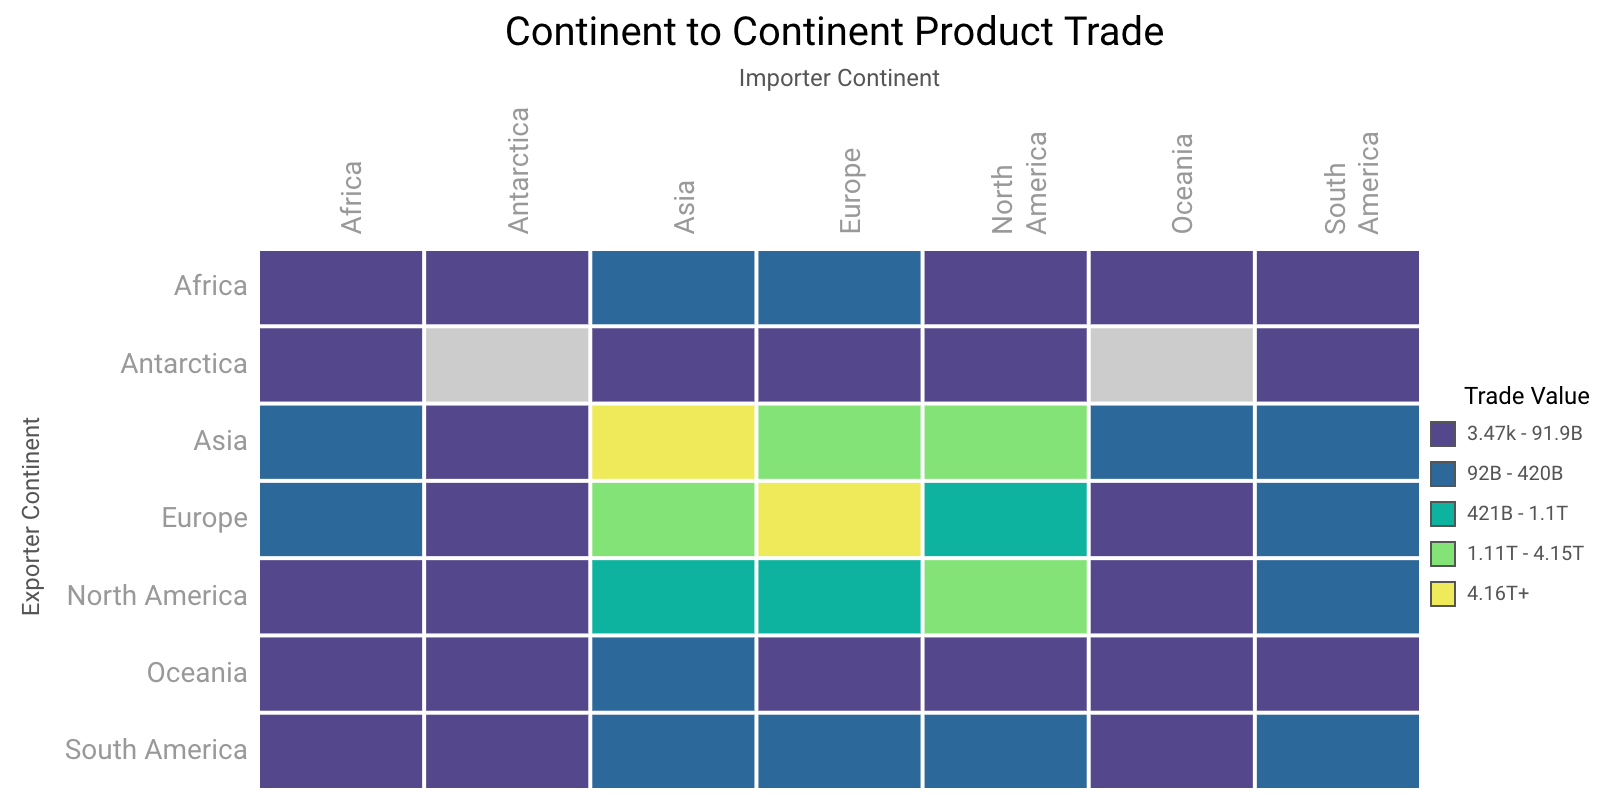 Continent to Continent Product Trade
Importer Continent
Africa
Antarctica
Asia
Europe
North
America
Oceania
South
America
Exporter Continent
Africa
Antarctica
Asia
Europe
North America
Oceania
South America
Trade Value
3.47k - 91.9B
92B - 420B
421B - 1.1T
1.11T - 4.15T
4.16T+